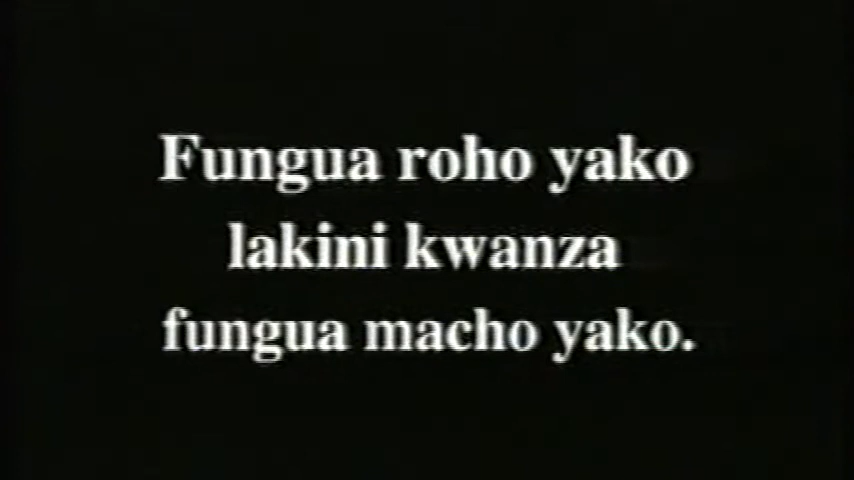 Fungua roho yako
lakini kwanza
fungua macho yako.